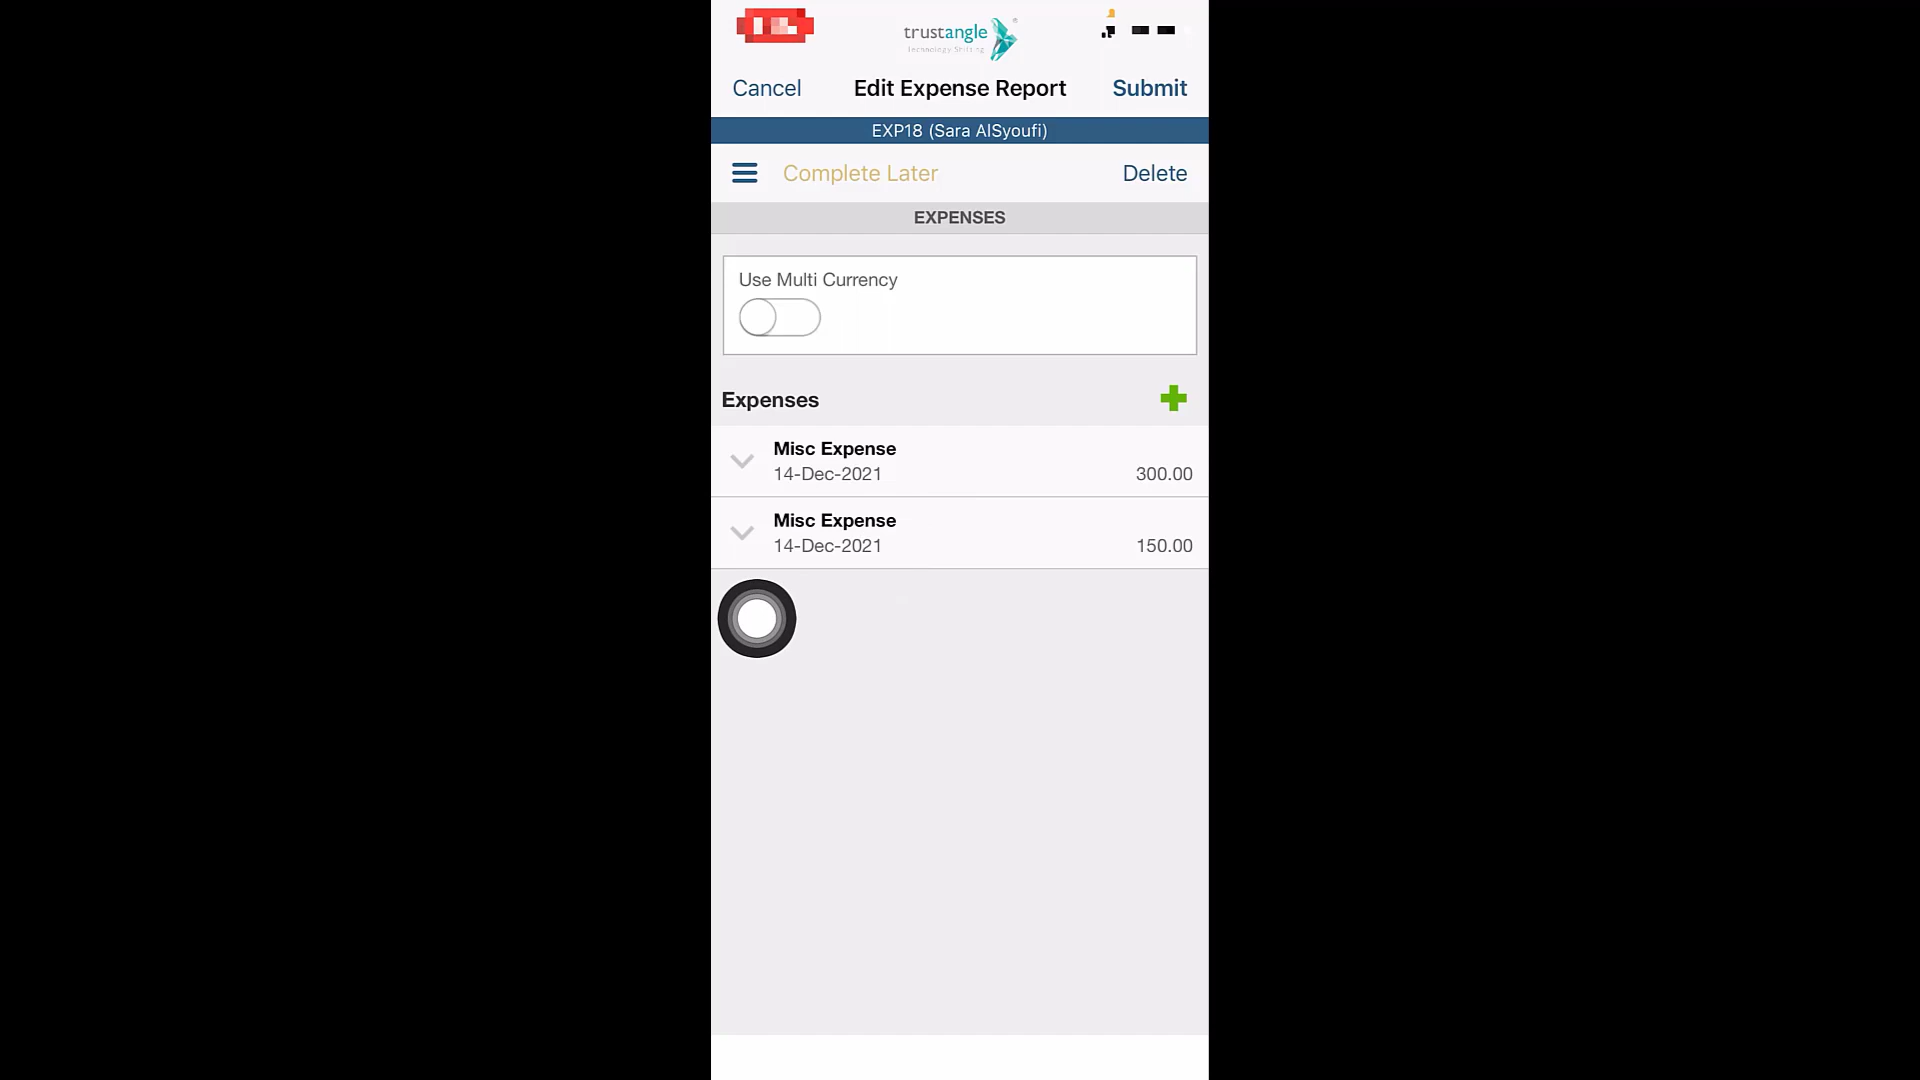 trustangle
Technology Shifting
Cancel
Edit Expense Report
Submit
EXP18 (Sara AlSyoufi)
Complete Later
Delete
EXPENSES
Use Multi Currency
Expenses
Misc Expense
14-Dec-2021
300.00
Misc Expense
14-Dec-2021
150.00